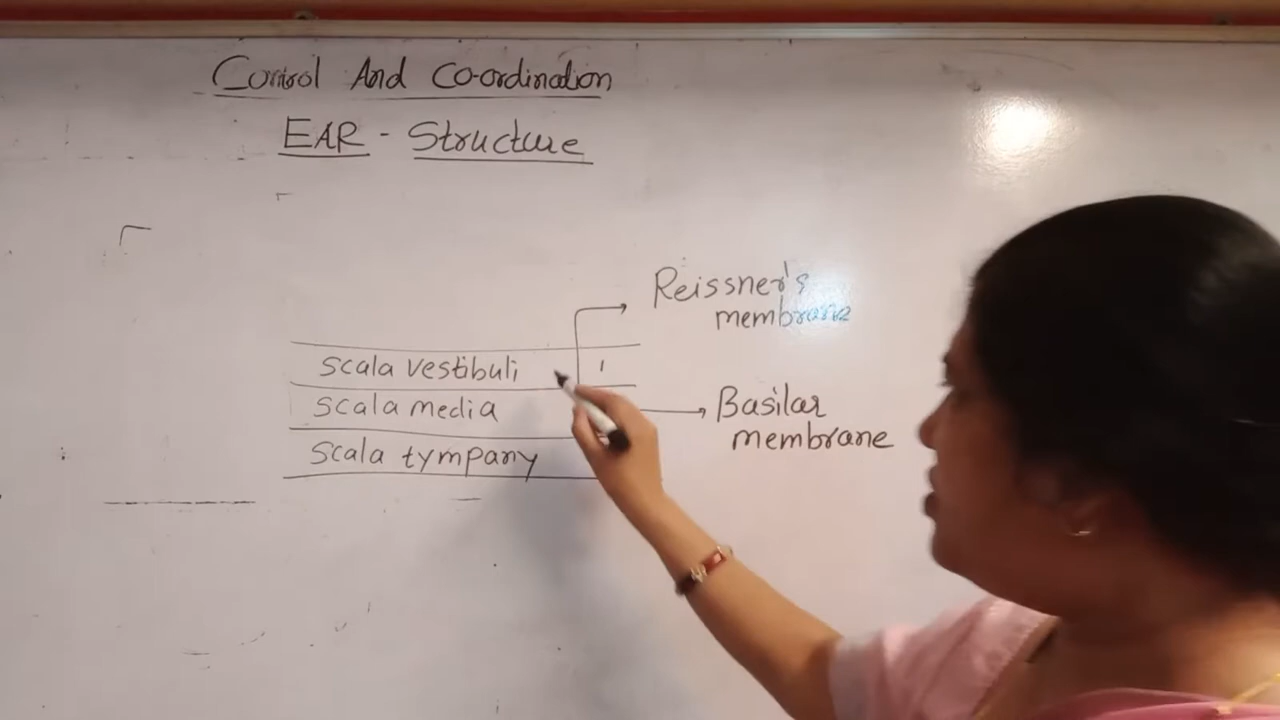 Control And Co-ordination
EAR - Structure
Reissner's
membrane
Scala vestibuli
Scala media
Basilar
membrane
Scala tympany